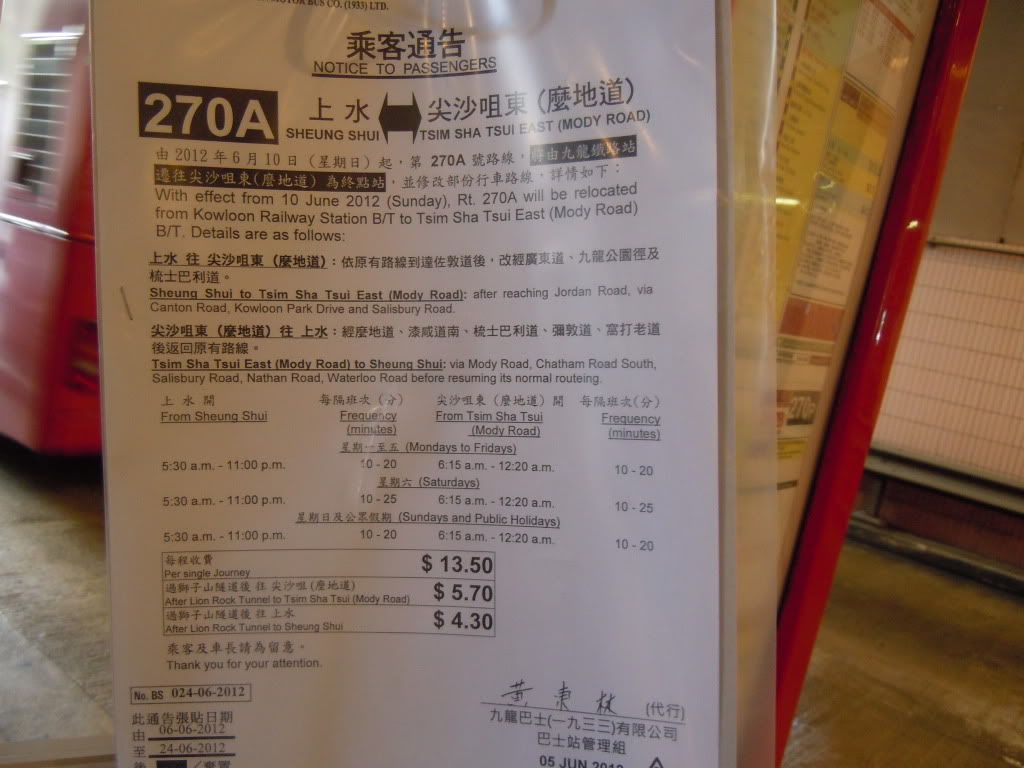 MOTOR BUS CO. (1933) LTD.
乘客通告
NOTICE TO PASSENGERS
270A 上水 尖沙咀東 (麼地道)
SHEUNG SHUI TSIM SHA TSUI EAST (MODY ROAD)
由 2012 年 6 月 10 日 (星期日) 起，第 270A 號路線，將由九龍鐵路站
遷往尖沙咀東(麼地道) 為終點站，並修改部份行車路線，詳情如下：
With effect from 10 June 2012 (Sunday), Rt. 270A will be relocated
from Kowloon Railway Station B/T to Tsim Sha Tsui East (Mody Road)
B/T. Details are as follows:
上水 往 尖沙咀東 (麼地道)：依原有路線到達佐敦道後，改經廣東道、九龍公園徑及
梳士巴利道。
Sheung Shui to Tsim Sha Tsui East (Mody Road): after reaching Jordan Road, via
Canton Road, Kowloon Park Drive and Salisbury Road.
尖沙咀東 (麼地道) 往 上水：經麼地道、漆咸道南、梳士巴利道、彌敦道、窩打老道
後返回原有路線。
Tsim Sha Tsui East (Mody Road) to Sheung Shui: via Mody Road, Chatham Road South,
Salisbury Road, Nathan Road, Waterloo Road before resuming its normal routeing.
上水開 每隔班次 (分) 尖沙咀東 (麼地道) 開 每隔班次(分)
From Sheung Shui Frequency From Tsim Sha Tsui Frequency
(minutes) (Mody Road) (minutes)
星期一至五 (Mondays to Fridays)
5:30 a.m. - 11:00 p.m. 10 - 20 6:15 a.m. - 12:20 a.m. 10 - 20
星期六 (Saturdays)
5:30 a.m. - 11:00 p.m. 10 - 25 6:15 a.m. - 12:20 a.m. 10 - 25
星期日及公眾假期 (Sundays and Public Holidays)
5:30 a.m. - 11:00 p.m. 10 - 20 6:15 a.m. - 12:20 a.m. 10 - 20
每程收費
Per single Journey $ 13.50
過獅子山隧道後 往 尖沙咀(麼地道)
After Lion Rock Tunnel to Tsim Sha Tsui (Mody Road) $ 5.70
過獅子山隧道後 往 上水
After Lion Rock Tunnel to Sheung Shui $ 4.30
乘客及車長請為留意。
Thank you for your attention.
No. BS 024-06-2012
黃東林 (代行)
此通告張貼日期
九龍巴士(一九三三)有限公司
由 06-06-2012
巴士站管理組
至 24-06-2012
05 JUN 2012